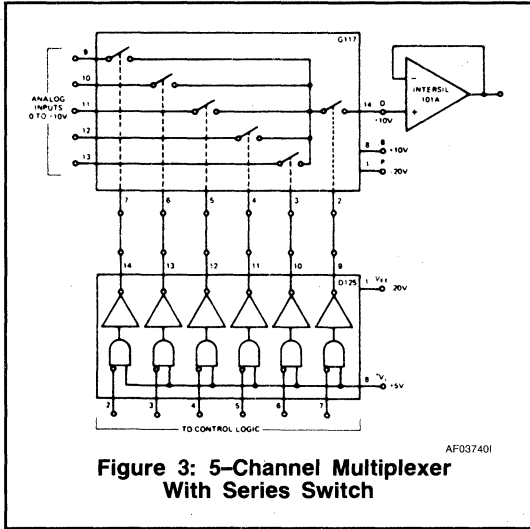 G117
9
10
ANALOG
INPUTS
0 TO -10V
11
12
13
14 D
+10V
INTERSIL
101A
-
+
8 B
+10V
1 P
-20V
7 6 5 4 3 2
14 13 12 11 10 9
D125
1 VEE
20V
8
+5V
2 3 4 5 6 7
TO CONTROL LOGIC
AF03740I
Figure 3: 5–Channel Multiplexer
With Series Switch